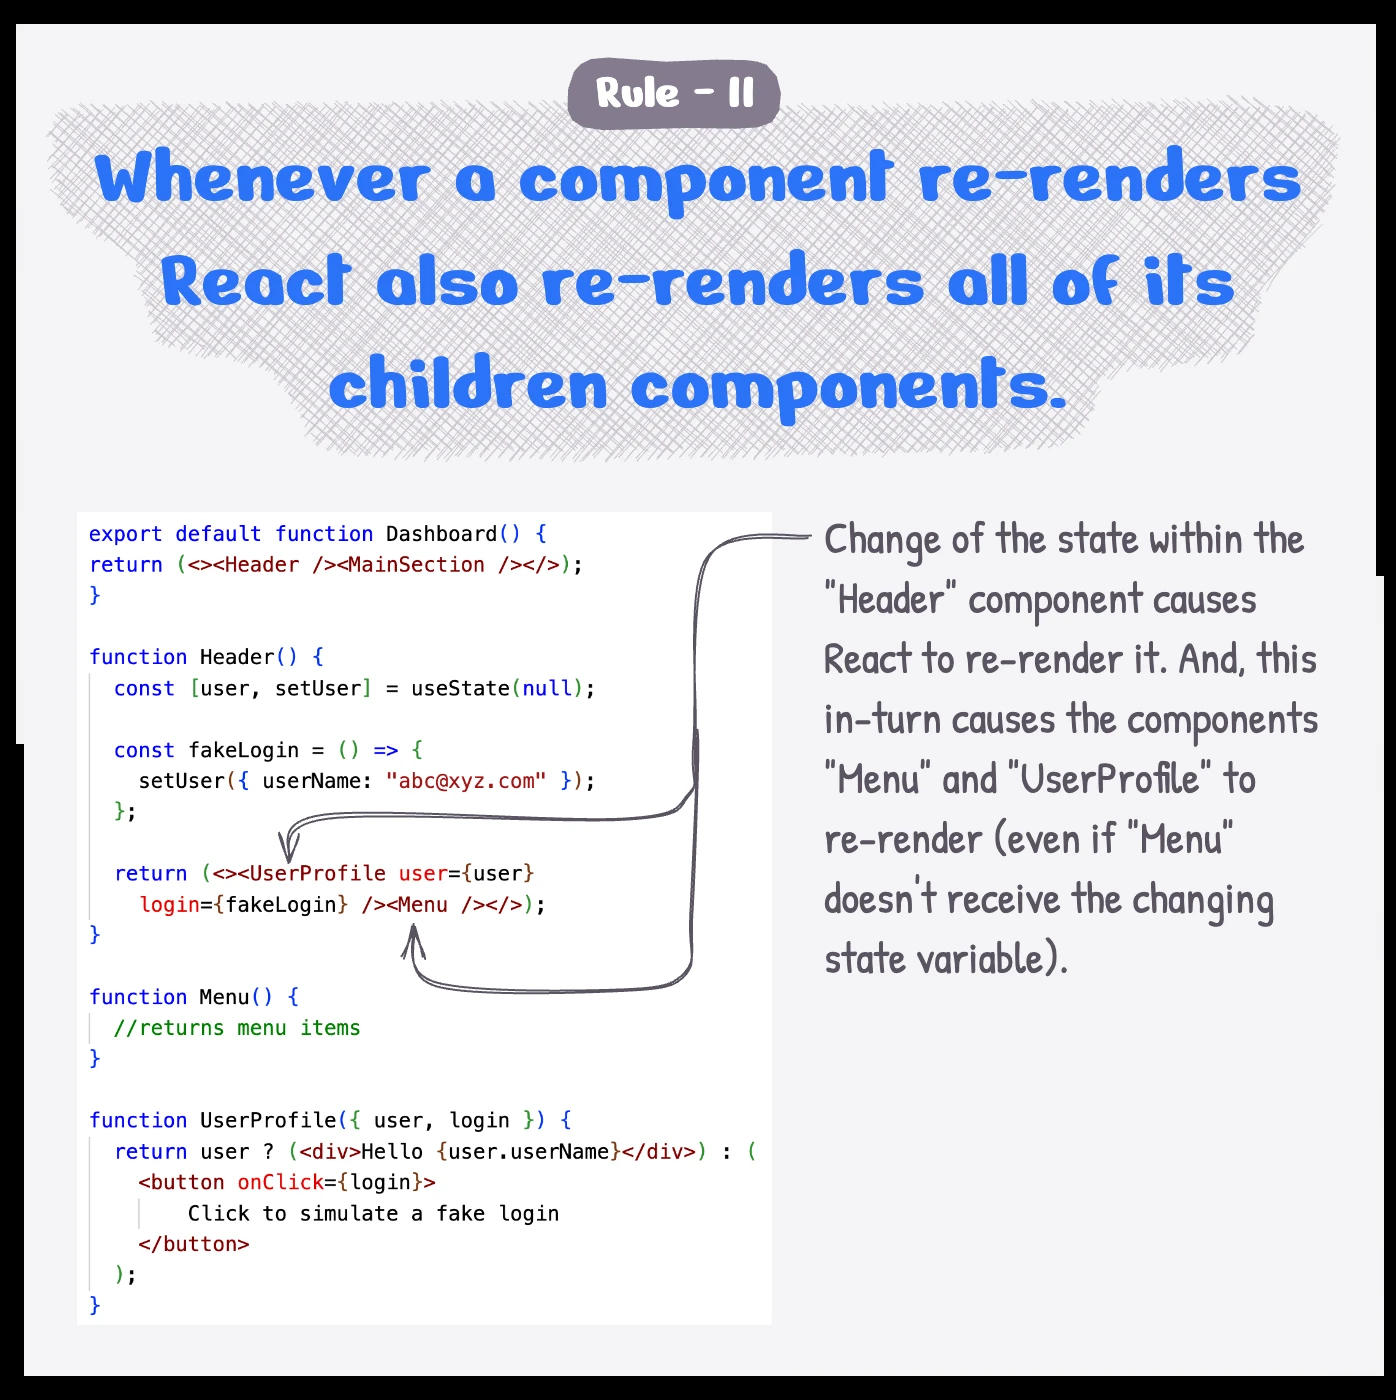 Rule - II
Whenever a component re-renders
React also re-renders all of its
children components.
export default function Dashboard() {
return (<><Header /><MainSection /></>);
}
function Header() {
const [user, setUser] = useState(null);
const fakeLogin = () => {
setUser({ userName: "abc@xyz.com" });
};
return (<><UserProfile user={user}
login={fakeLogin} /><Menu /></>);
}
function Menu() {
//returns menu items
}
function UserProfile({ user, login }) {
return user ? (<div>Hello {user.userName}</div>) : (
<button onClick={login}>
Click to simulate a fake login
</button>
);
}
Change of the state within the
"Header" component causes
React to re-render it. And, this
in-turn causes the components
"Menu" and "UserProfile" to
re-render (even if "Menu"
doesn't receive the changing
state variable).